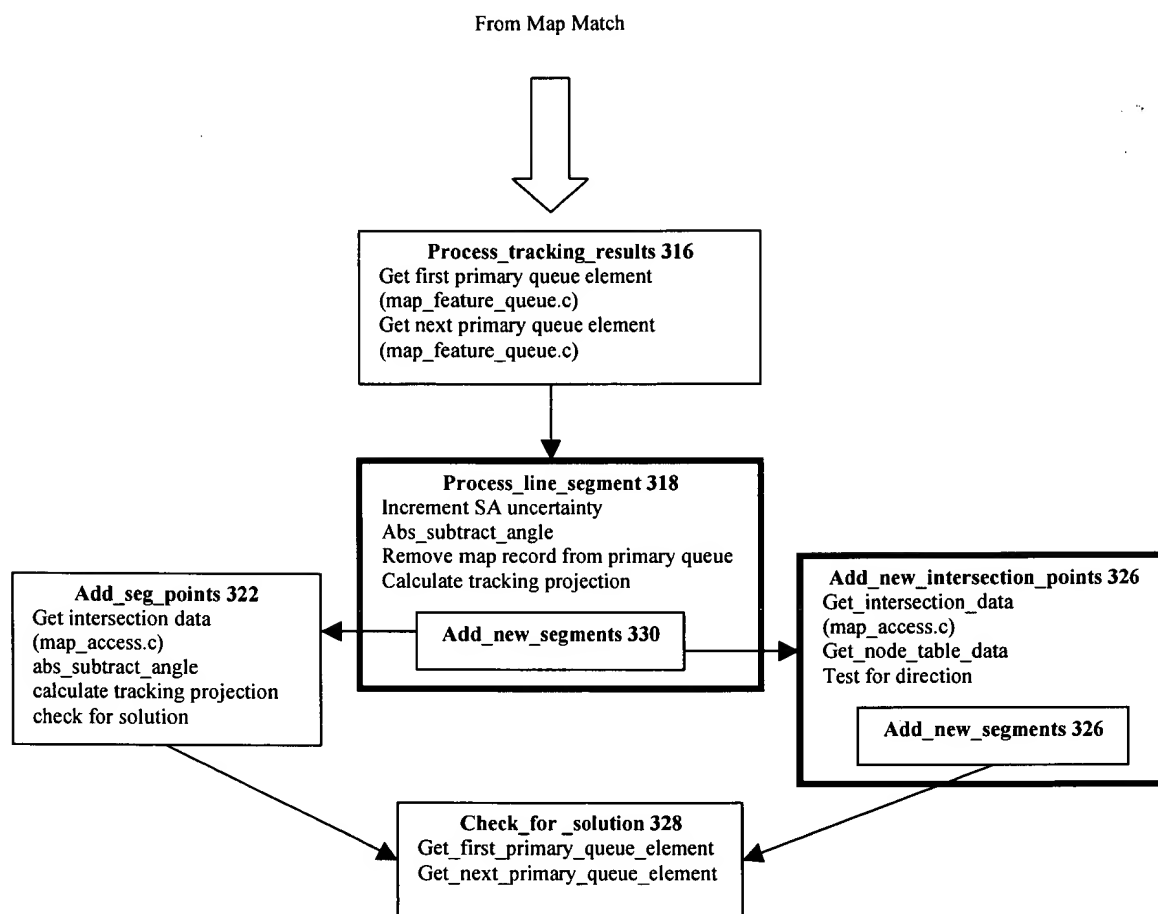 From Map Match
Process_tracking_results 316
Get first primary queue element
(map_feature_queue.c)
Get next primary queue element
(map_feature_queue.c)
Process_line_segment 318
Increment SA uncertainty
Abs_subtract_angle
Remove map record from primary queue
Calculate tracking projection
Add_new_segments 330
Add_seg_points 322
Get intersection data
(map_access.c)
abs_subtract_angle
calculate tracking projection
check for solution
Add_new_intersection_points 326
Get_intersection_data
(map_access.c)
Get_node_table_data
Test for direction
Add_new_segments 326
Check_for _solution 328
Get_first_primary_queue_element
Get_next_primary_queue_element